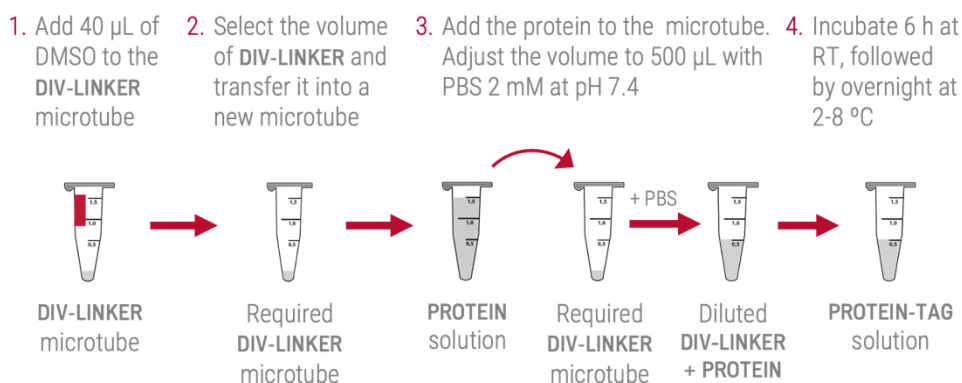 1. Add 40 µL of
DMSO to the
DIV-LINKER
microtube
2. Select the volume
of DIV-LINKER and
transfer it into a
new microtube
3. Add the protein to the microtube.
Adjust the volume to 500 µL with
PBS 2 mM at pH 7.4
4. Incubate 6 h at
RT, followed
by overnight at
2-8 ºC
1,5
1,0
0,5
1,5
1,0
0,5
1,5
1,0
0,5
1,5
1,0
0,5
+ PBS
1,5
1,0
0,5
1,5
1,0
0,5
DIV-LINKER
microtube
Required
DIV-LINKER
microtube
PROTEIN
solution
Required
DIV-LINKER
microtube
Diluted
DIV-LINKER
+ PROTEIN
PROTEIN-TAG
solution